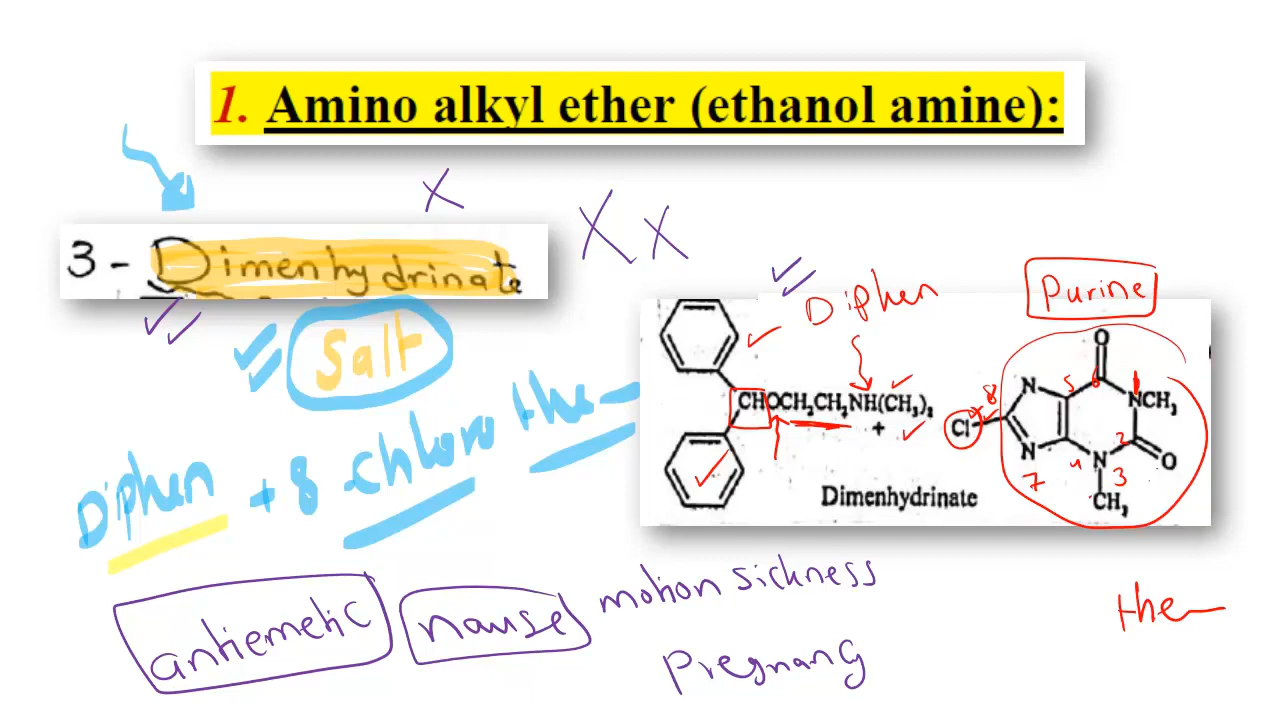 1. Amino alkyl ether (ethanol amine):
X
X X
3 - Dimenhydrinate
Salt
Diphen + 8 - chloro the
Diphen
Purine
CHOCH₂CH₂NH(CH₃)₂
+
Cl
N
N
O
NCH₃
O
N
CH₃
8
5
6
1
2
3
4
7
Dimenhydrinate
antiemetic
nause
motion sickness
Pregnancy
the